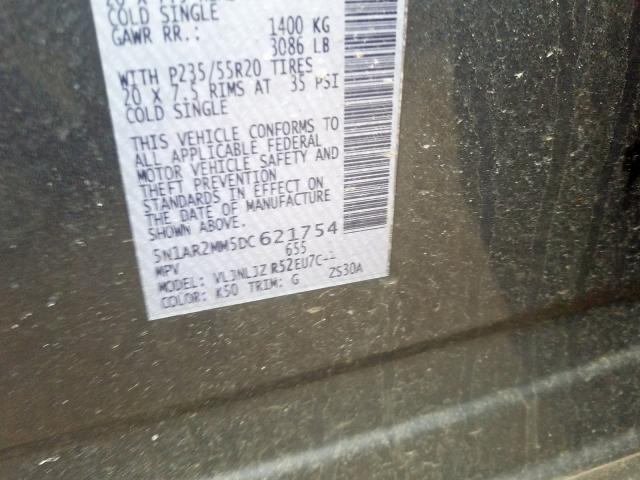 COLD SINGLE
GAWR RR.: 1400 KG
3086 LB
WITH P235/55R20 TIRES
20 X 7.5 RIMS AT 35 PSI
COLD SINGLE
THIS VEHICLE CONFORMS TO
ALL APPLICABLE FEDERAL
MOTOR VEHICLE SAFETY AND
THEFT PREVENTION
STANDARDS IN EFFECT ON
THE DATE OF MANUFACTURE
SHOWN ABOVE.
5N1AR2MM5DC621754
MPV 655
MODEL:
COLOR: K50 TRIM: G ZS30A